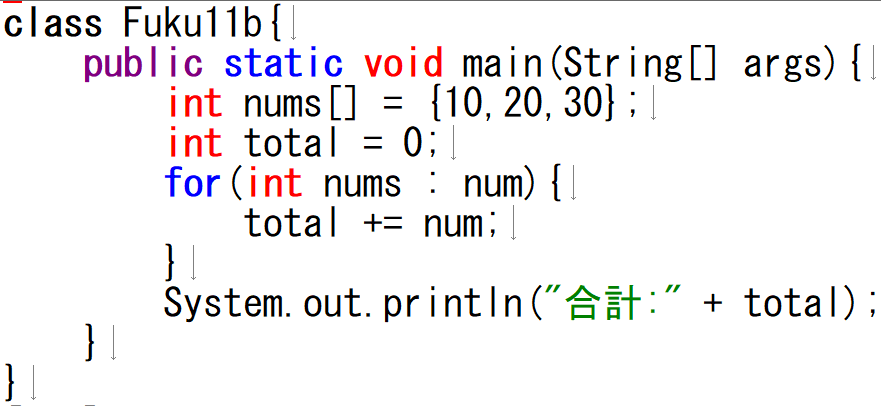 class Fuku11b{
    public static void main(String[] args){
        int nums[] = {10,20,30};
        int total = 0;
        for(int nums : num){
            total += num;
        }
        System.out.println("合計:" + total);
    }
}